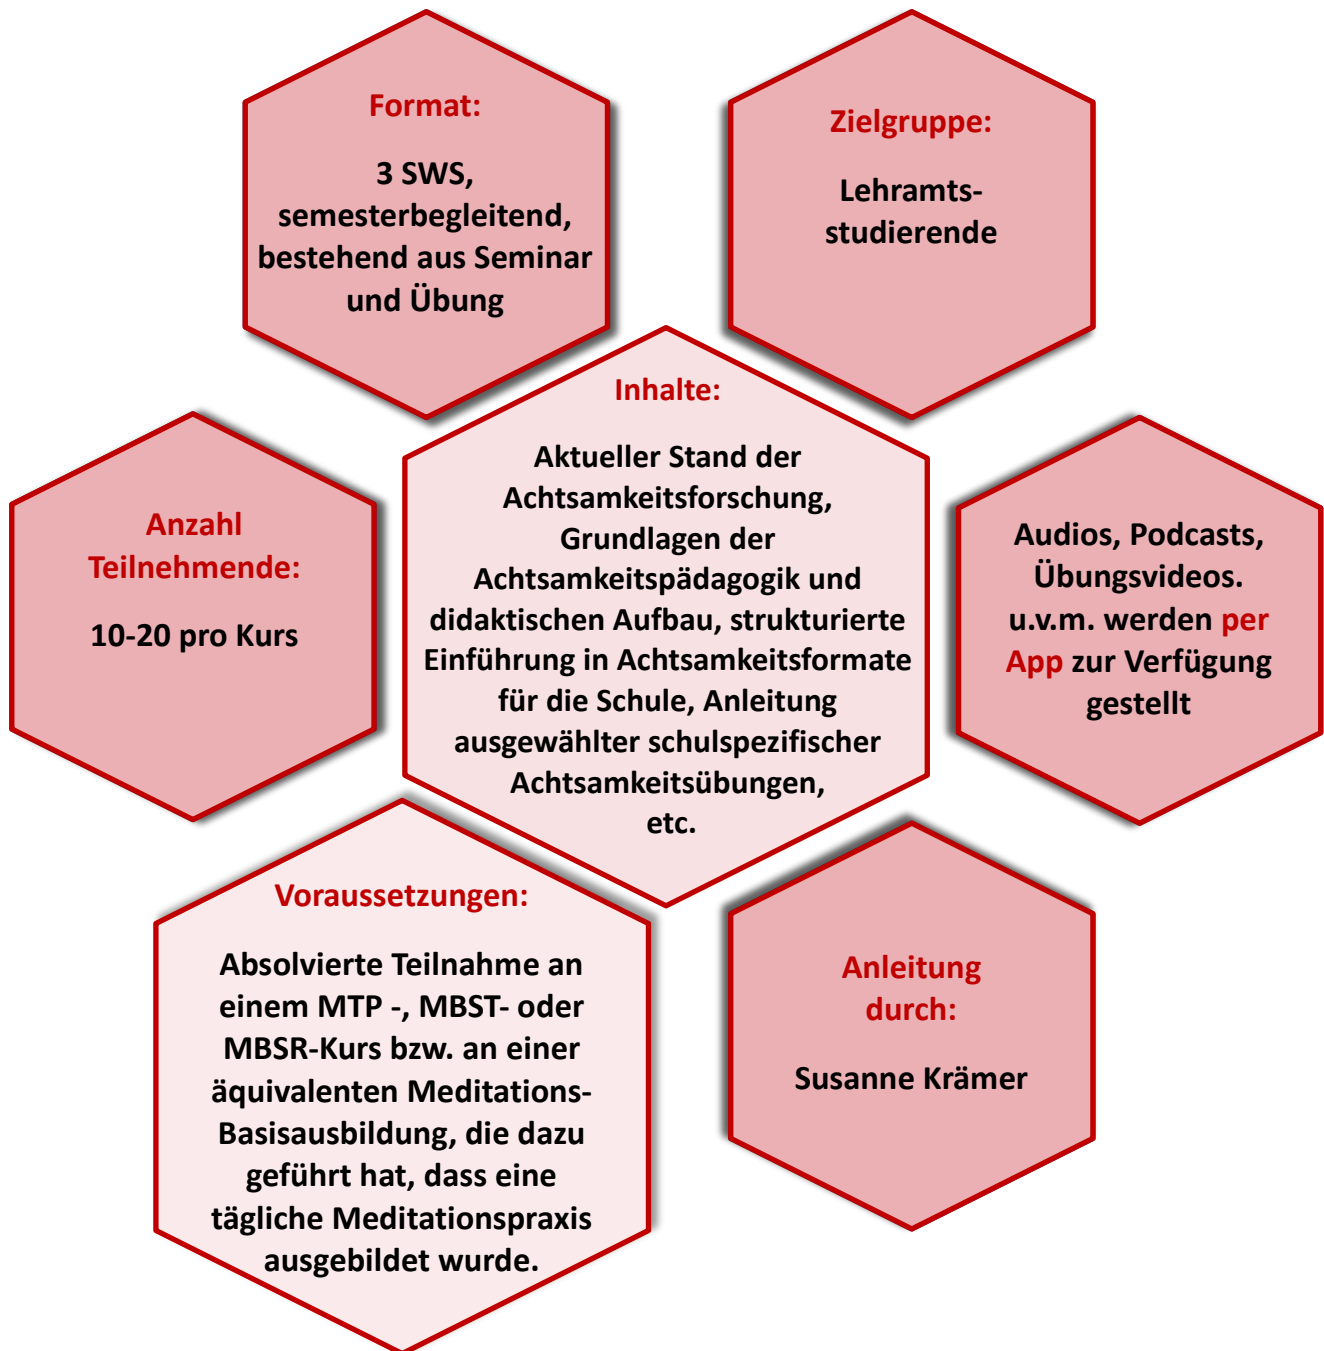 Format:
3 SWS,
semesterbegleitend,
bestehend aus Seminar
und Übung
Zielgruppe:
Lehramts-
studierende
Anzahl
Teilnehmende:
10-20 pro Kurs
Inhalte:
Aktueller Stand der
Achtsamkeitsforschung,
Grundlagen der
Achtsamkeitspädagogik und
didaktischen Aufbau, strukturierte
Einführung in Achtsamkeitsformate
für die Schule, Anleitung
ausgewählter schulspezifischer
Achtsamkeitsübungen,
etc.
Audios, Podcasts,
Übungsvideos.
u.v.m. werden per
App zur Verfügung
gestellt
Voraussetzungen:
Absolvierte Teilnahme an
einem MTP -, MBST- oder
MBSR-Kurs bzw. an einer
äquivalenten Meditations-
Basisausbildung, die dazu
geführt hat, dass eine
tägliche Meditationspraxis
ausgebildet wurde.
Anleitung
durch:
Susanne Krämer